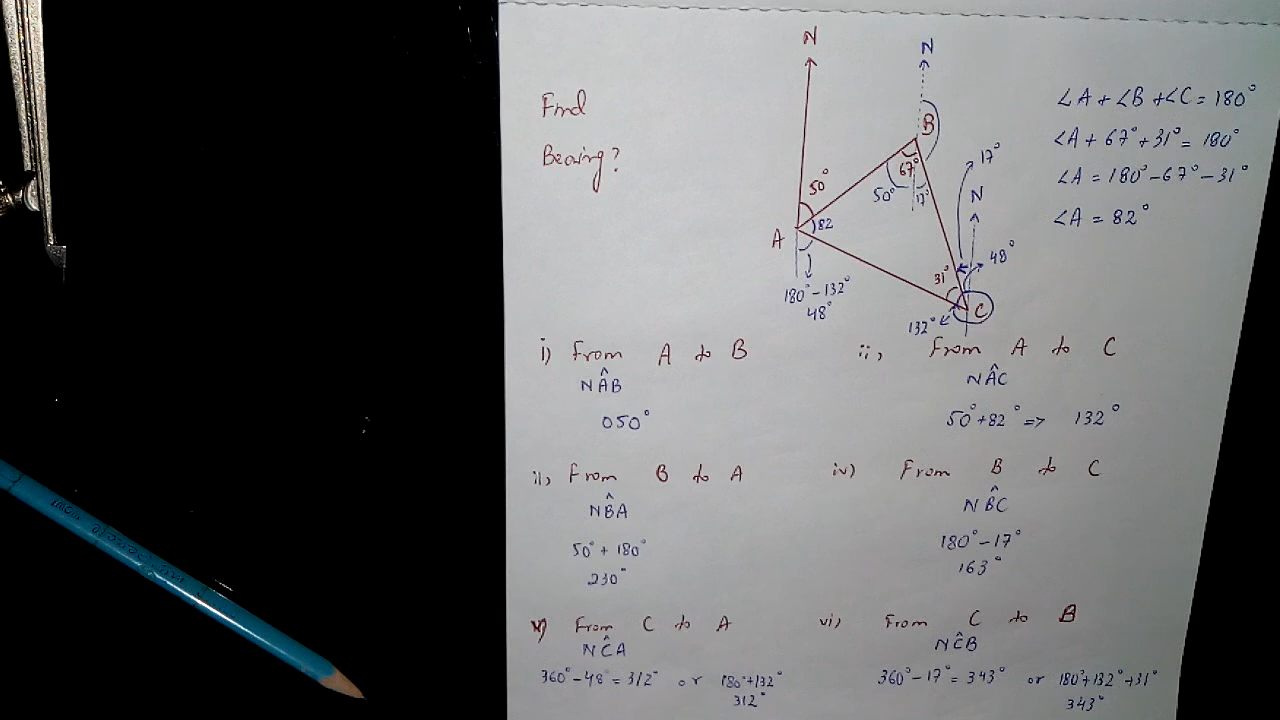 Find
Bearing?
N
N
B
50°
67°
50°
17°
A
82
180° - 132°
48°
17°
N
48°
31°
132°
C
∠A + ∠B + ∠C = 180°
∠A + 67° + 31° = 180°
∠A = 180° - 67° - 31°
∠A = 82°
i) From A to B
NÂB
050°
ii, From A to C
NÂC
50° + 82° => 132°
ii, From B to A
NB̂A
50° + 180°
230°
iv) From B to C
NB̂C
180° - 17°
163°
v) From C to A
NĈA
360° - 48° = 312° or 180° + 132°
312°
vi) From C to B
NĈB
360° - 17° = 343° or 180° + 132° + 31°
343°